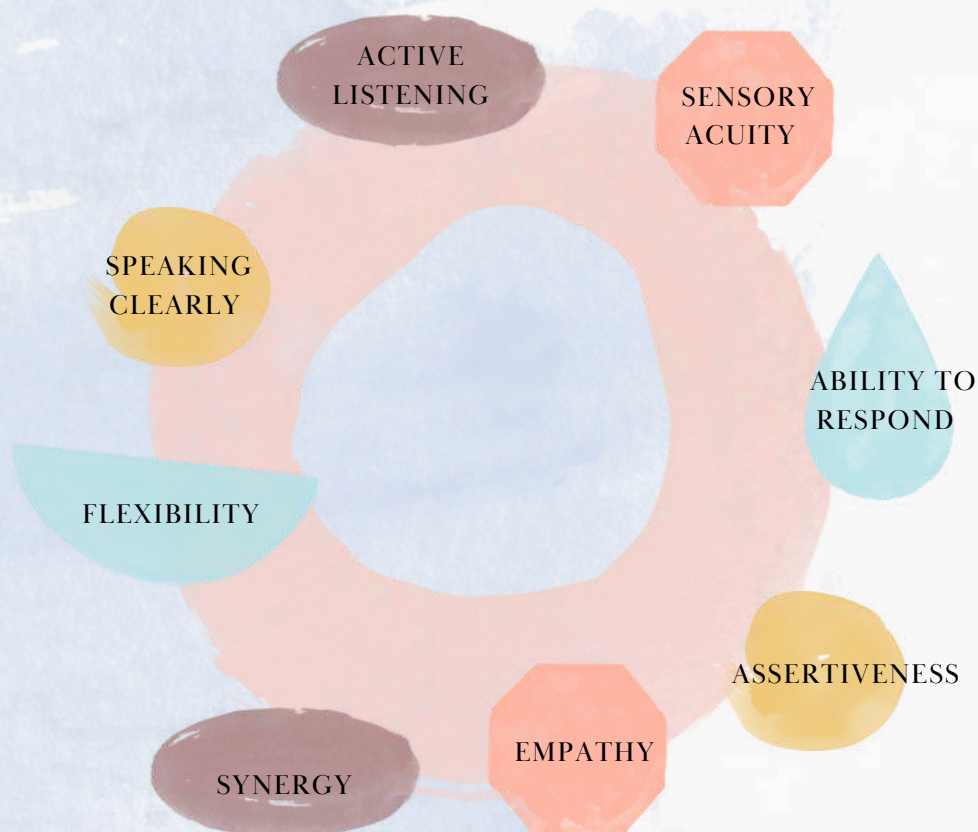 ACTIVE
LISTENING
SENSORY
ACUITY
SPEAKING
CLEARLY
ABILITY TO
RESPOND
FLEXIBILITY
ASSERTIVENESS
EMPATHY
SYNERGY